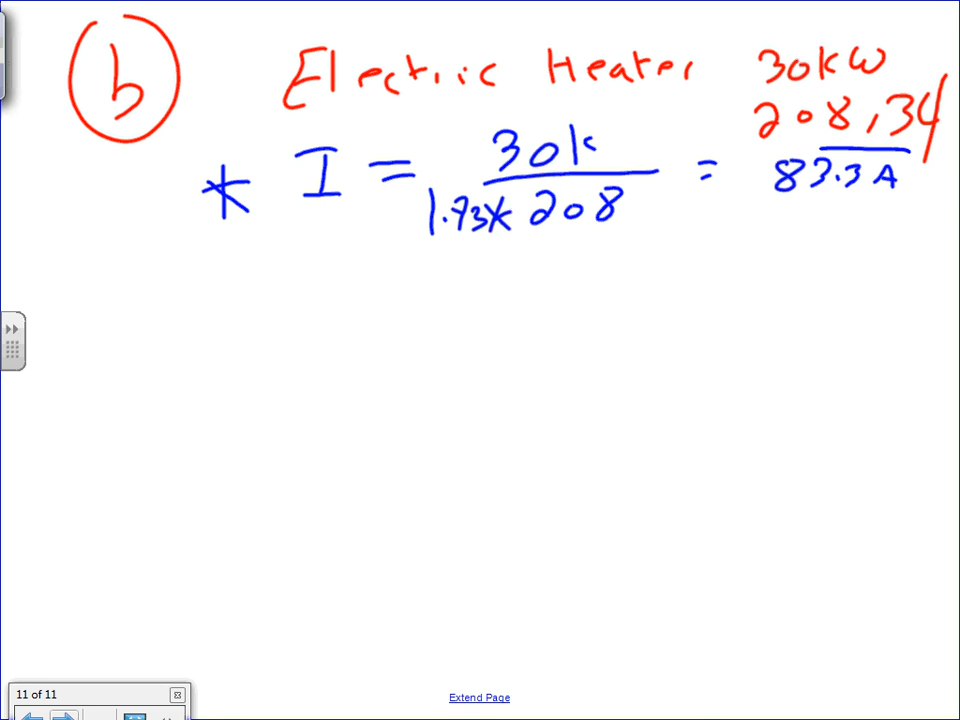 b
Electric Heater 30kW
208, 3ϕ
* I = 30k / 1.73 * 208 = 83.3 A
11 of 11
Extend Page